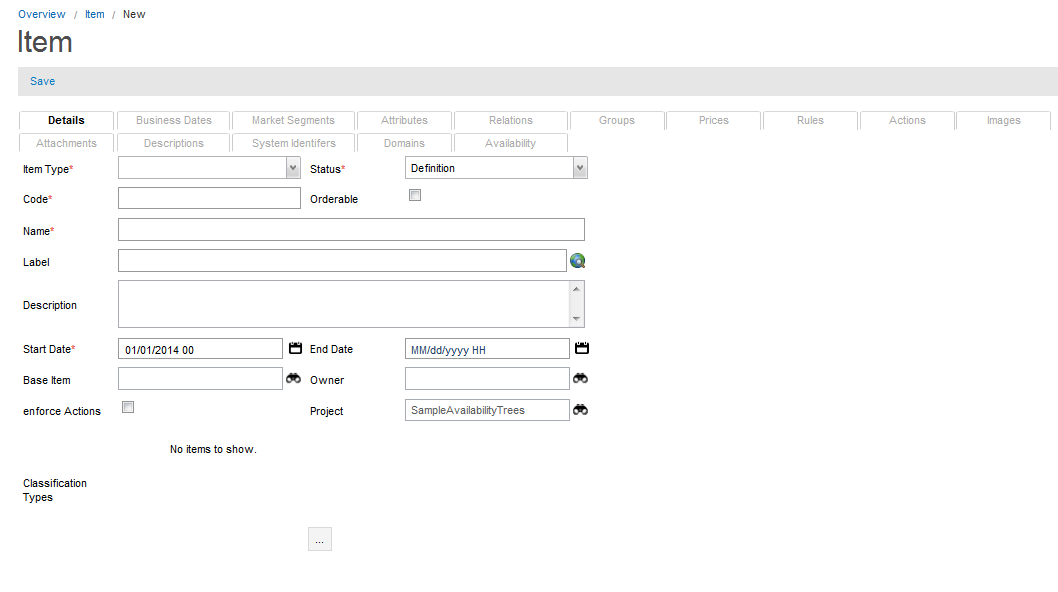 Overview / Item / New
Item
Save
Details Business Dates Market Segments Attributes Relations Groups Prices Rules Actions Images
Attachments Descriptions System Identifers Domains Availability
Item Type* Status* Definition
Code* Orderable
Name*
Label
Description
Start Date* 01/01/2014 00 End Date MM/dd/yyyy HH
Base Item Owner
enforce Actions Project SampleAvailabilityTrees
No items to show.
Classification
Types
...